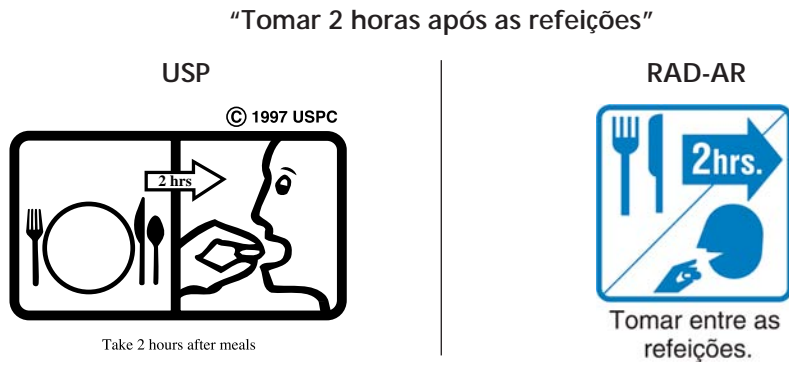 “Tomar 2 horas após as refeições”
USP
© 1997 USPC
2 hrs
Take 2 hours after meals
RAD-AR
2hrs.
Tomar entre as
refeições.